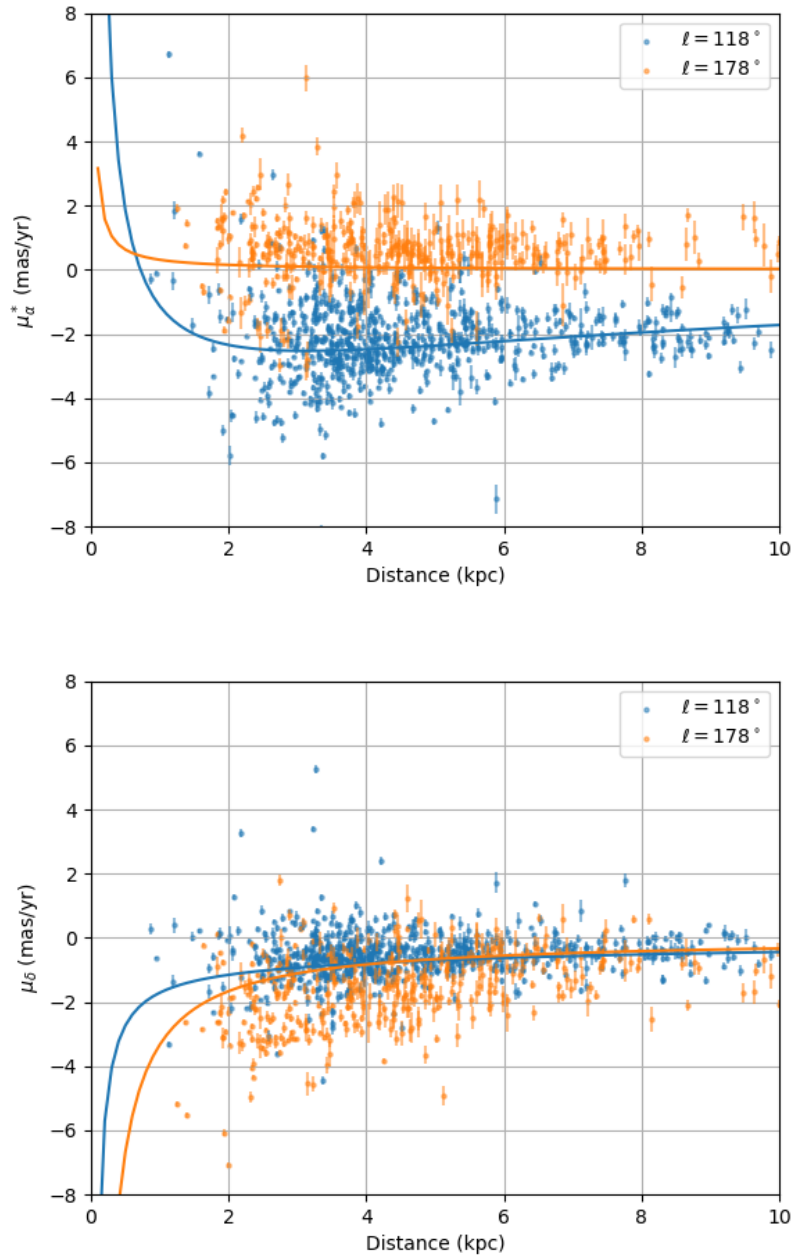 8
6
4
2
0
−2
−4
−6
−8
μ*α (mas/yr)
ℓ = 118°
ℓ = 178°
0 2 4 6 8 10
Distance (kpc)
8
6
4
2
0
−2
−4
−6
−8
μδ (mas/yr)
ℓ = 118°
ℓ = 178°
0 2 4 6 8 10
Distance (kpc)